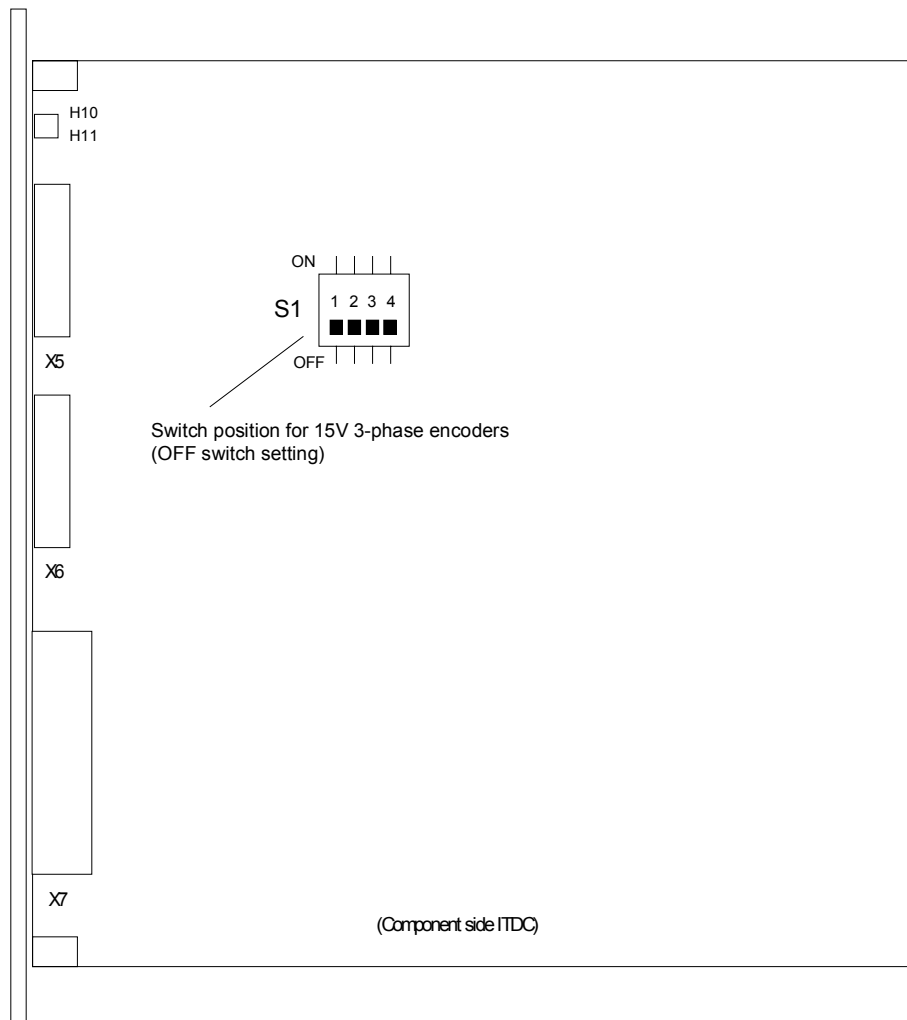 H10
H11
ON
S1
1 2 3 4
OFF
X5
Switch position for 15V 3-phase encoders
(OFF switch setting)
X6
X7
(Component side ITDC)